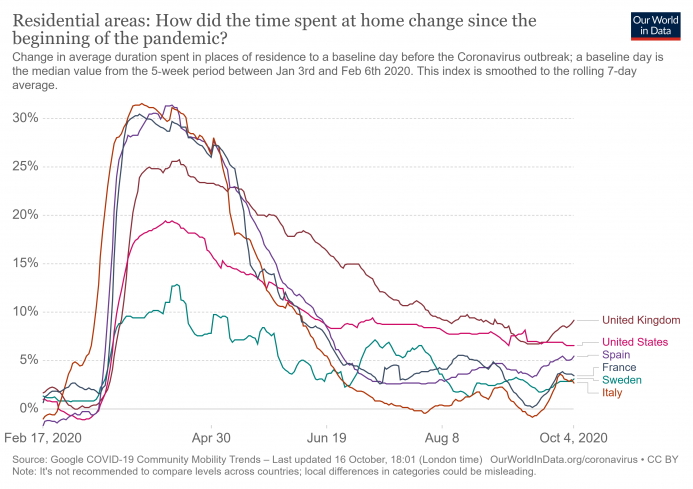 Residential areas: How did the time spent at home change since the
beginning of the pandemic?
Our World
in Data
Change in average duration spent in places of residence to a baseline day before the Coronavirus outbreak; a baseline day is
the median value from the 5-week period between Jan 3rd and Feb 6th 2020. This index is smoothed to the rolling 7-day
average.
30%
25%
20%
15%
10%
5%
0%
United Kingdom
United States
Spain
France
Sweden
Italy
Feb 17, 2020
Apr 30
Jun 19
Aug 8
Oct 4, 2020
Source: Google COVID-19 Community Mobility Trends – Last updated 16 October, 18:01 (London time)
OurWorldInData.org/coronavirus • CC BY
Note: It's not recommended to compare levels across countries; local differences in categories could be misleading.